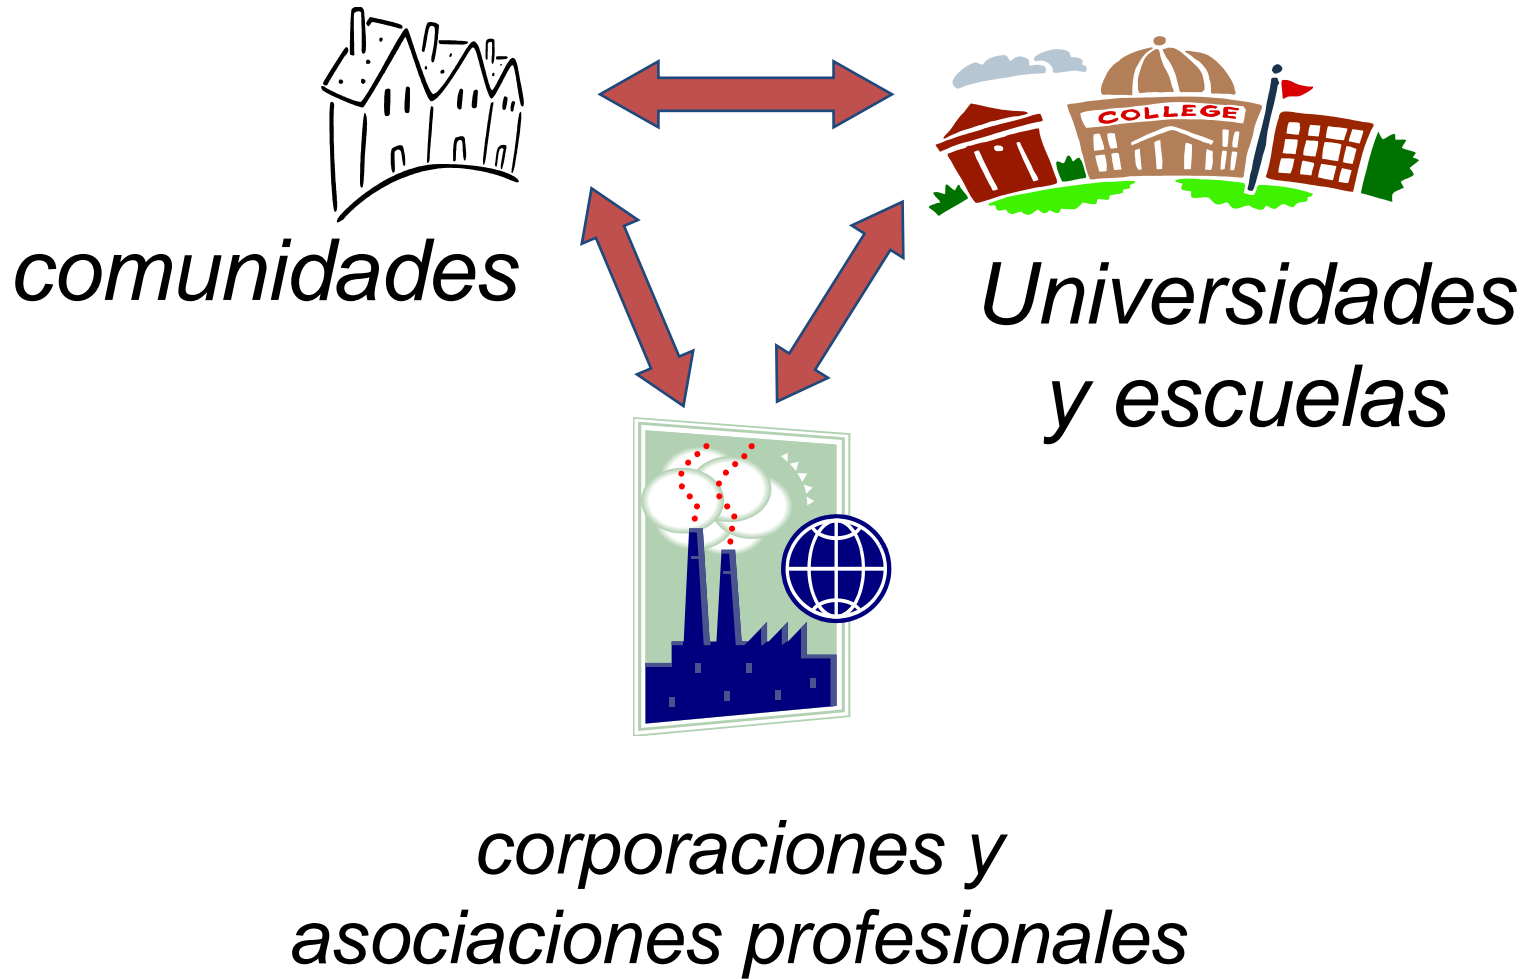 COLLEGE
comunidades
Universidades
y escuelas
corporaciones y
asociaciones profesionales